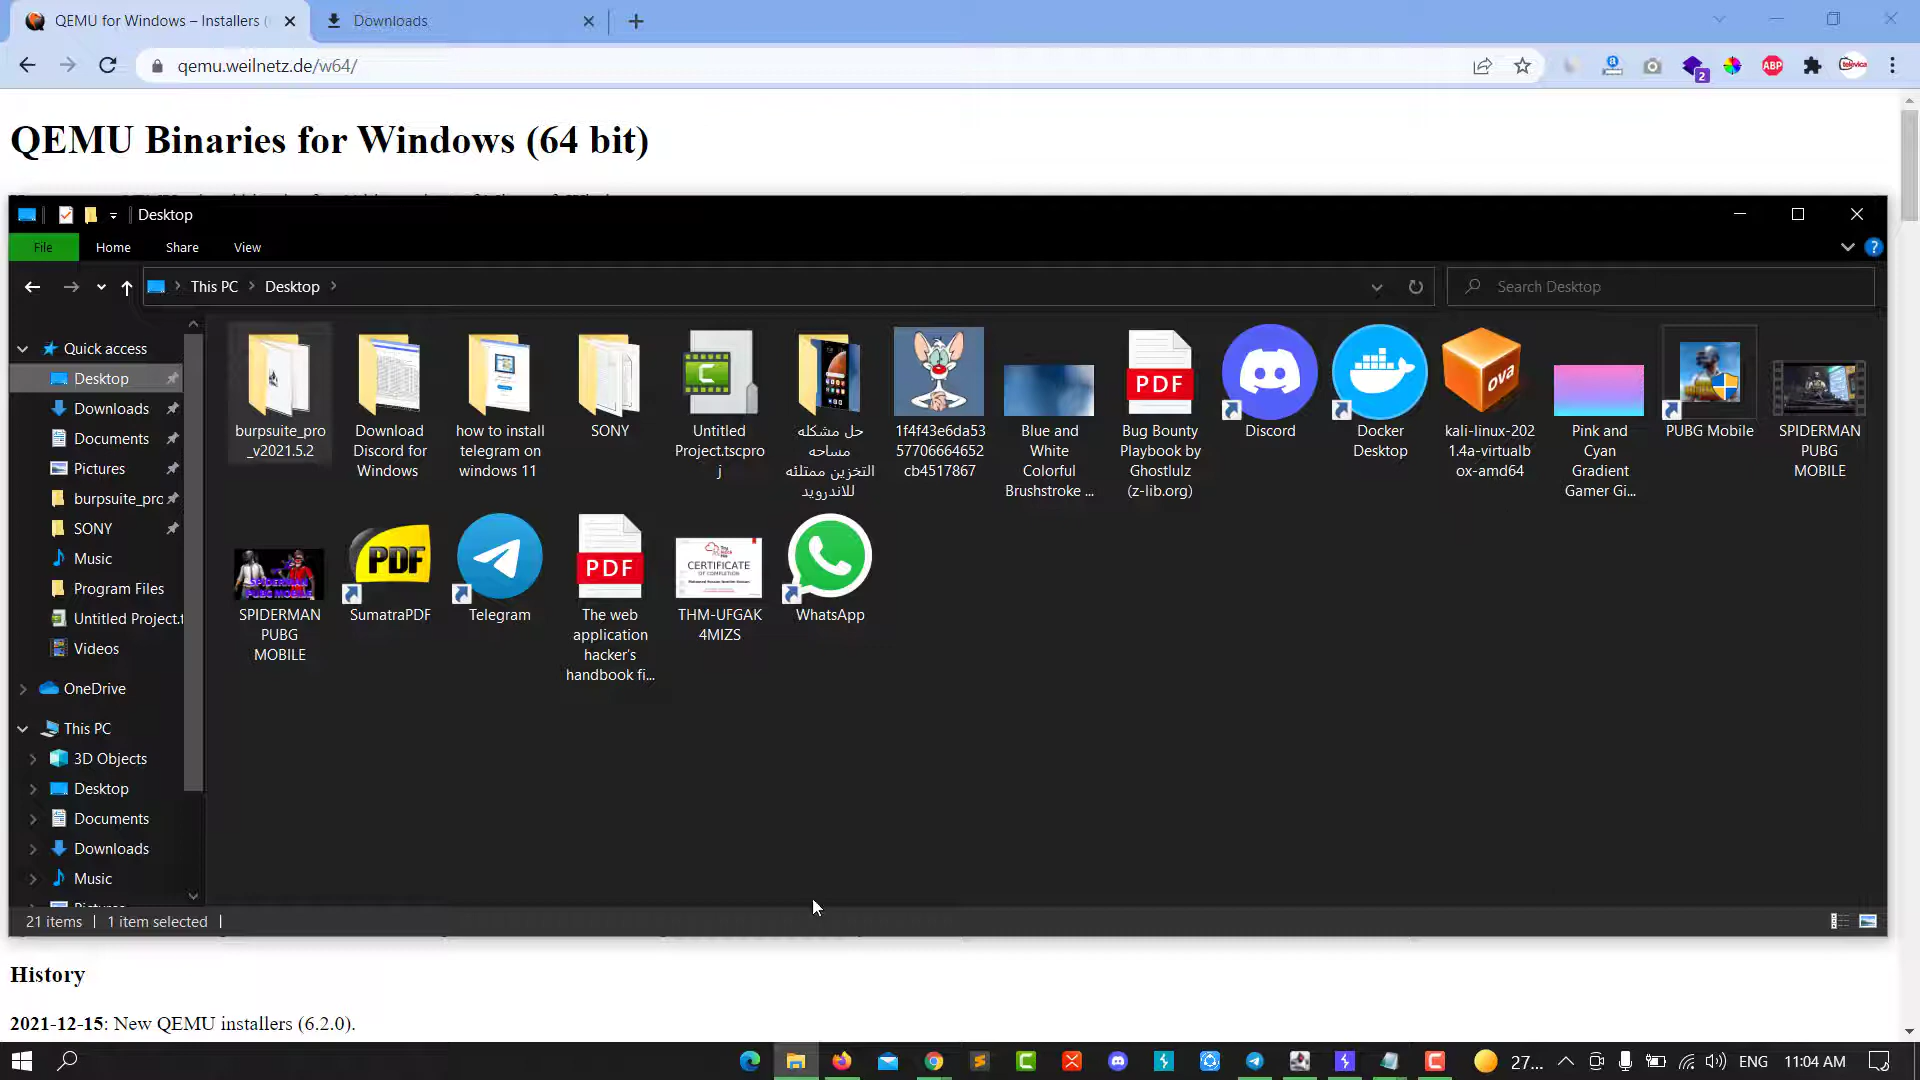 QEMU for Windows – Installers (
Downloads
qemu.weilnetz.de/w64/
2
ABP
QEMU Binaries for Windows (64 bit)
Desktop
File
Home
Share
View
This PC
Desktop
Search Desktop
Quick access
Desktop
Downloads
Documents
Pictures
burpsuite_prc
SONY
Music
Program Files
Untitled Project.t
Videos
OneDrive
This PC
3D Objects
Desktop
Documents
Downloads
Music
burpsuite_pro
_v2021.5.2
Download
Discord for
Windows
how to install
telegram on
windows 11
SONY
Untitled
Project.tscpro
j
حل مشكله
مساحه
التخزين ممتلئه
للاندرويد
1f4f43e6da53
57706664652
cb4517867
Blue and
White
Colorful
Brushstroke ...
PDF
Bug Bounty
Playbook by
Ghostlulz
(z-lib.org)
Discord
Docker
Desktop
ova
kali-linux-202
1.4a-virtualb
ox-amd64
Pink and
Cyan
Gradient
Gamer Gi...
PUBG Mobile
SPIDERMAN
PUBG
MOBILE
SPIDERMAN
PUBG MOBILE
SPIDERMAN
PUBG
MOBILE
PDF
SumatraPDF
Telegram
PDF
The web
application
hacker's
handbook fi...
CERTIFICATE
OF COMPLETION
THM-UFGAK
4MIZS
WhatsApp
21 items
1 item selected
History
2021-12-15: New QEMU installers (6.2.0).
27...
ENG
11:04 AM